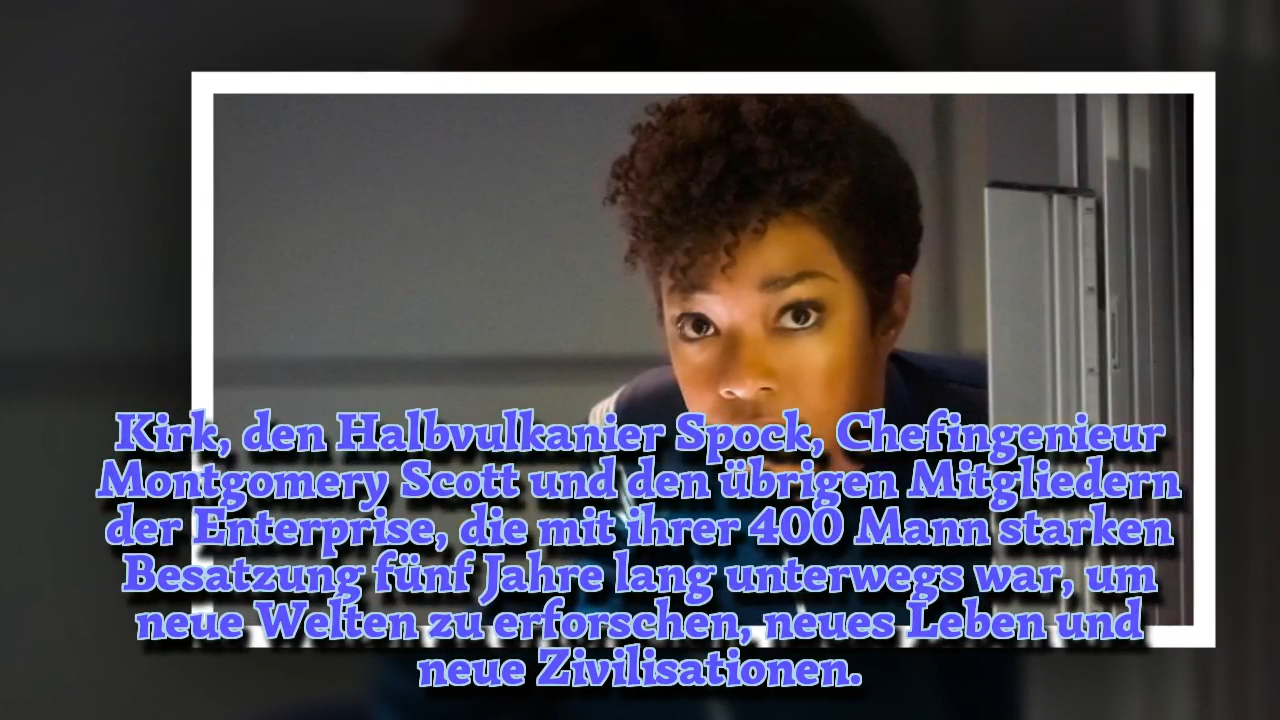 Kirk, den Halbvulkanier Spock, Chefingenieur
Montgomery Scott und den übrigen Mitgliedern
der Enterprise, die mit ihrer 400 Mann starken
Besatzung fünf Jahre lang unterwegs war, um
neue Welten zu erforschen, neues Leben und
neue Zivilisationen.